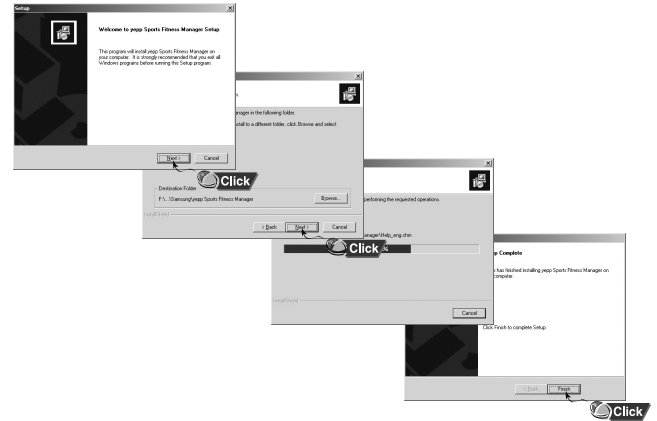 Setup
Welcome to yepp Sports Fitness Manager Setup
This program will install yepp Sports Fitness Manager on
your computer. It is strongly recommended that you exit all
Windows programs before running this Setup program.
Next >
Cancel
Click
s.
anager in the following folder.
stall to a different folder, click Browse and select
Destination Folder
F:\...\Samsung\yepp Sports Fitness Manager
Browse...
InstallShield
< Back
Next >
Cancel
Click
performing the requested operations.
anager\Help_eng.chm
%
InstallShield
Cancel
p Complete
s has finished installing yepp Sports Fitness Manager on
computer.
Click Finish to complete Setup.
< Back
Finish
Click